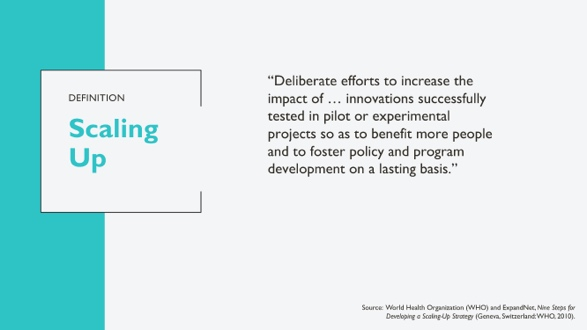 DEFINITION
Scaling
Up
“Deliberate efforts to increase the
impact of … innovations successfully
tested in pilot or experimental
projects so as to benefit more people
and to foster policy and program
development on a lasting basis.”
Source: World Health Organization (WHO) and ExpandNet, Nine Steps for
Developing a Scaling-Up Strategy (Geneva, Switzerland: WHO, 2010).